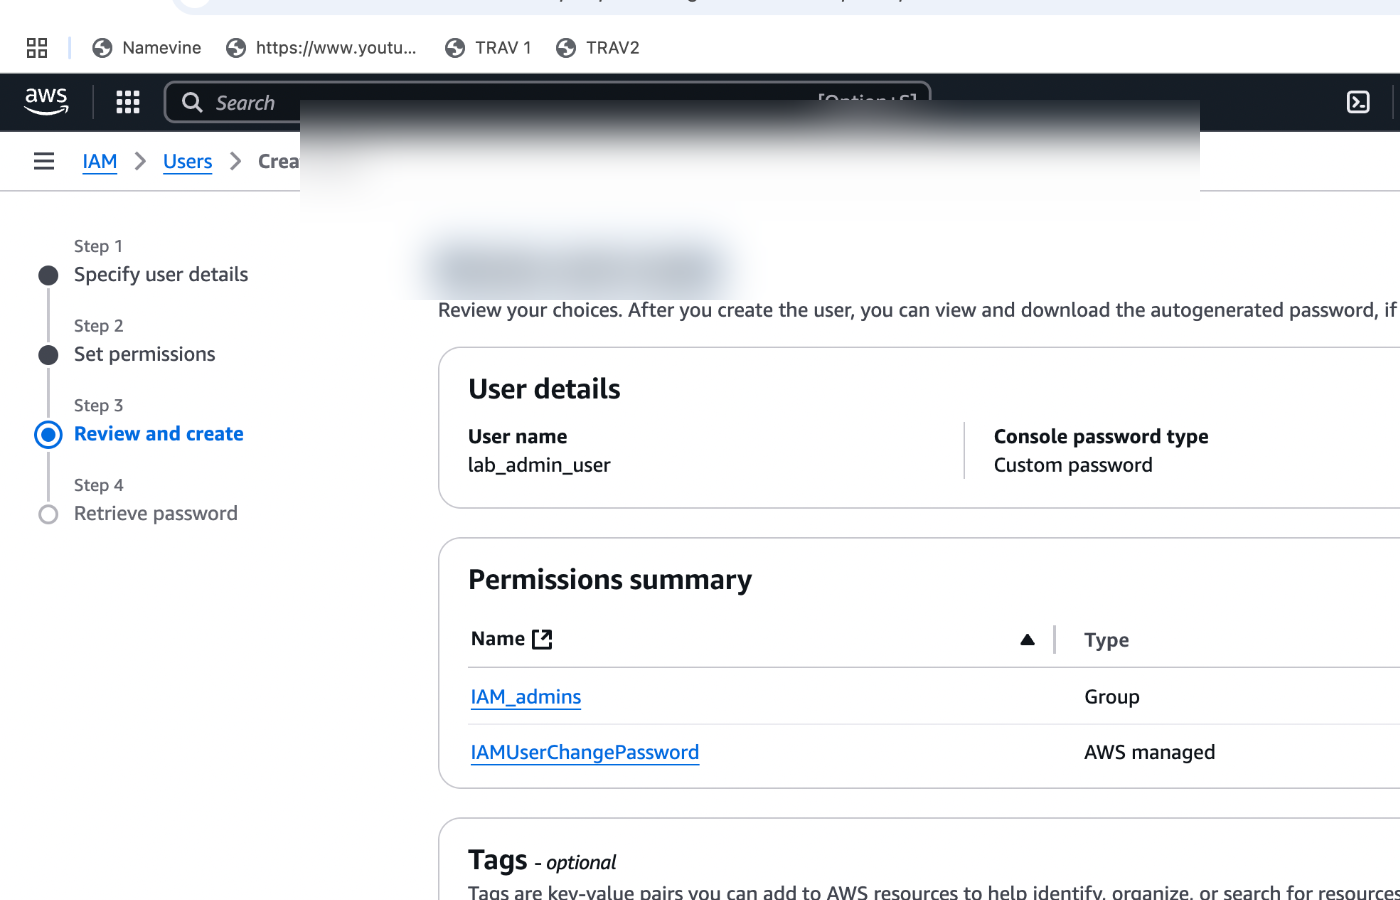 Namevine https://www.youtu... TRAV 1 TRAV2
aws Search
IAM Users
Step 1
Specify user details
Step 2
Set permissions
Step 3
Review and create
Step 4
Retrieve password
Review your choices. After you create the user, you can view and download the autogenerated password, if
User details
User name
lab_admin_user
Console password type
Custom password
Permissions summary
Name Type
IAM_admins Group
IAMUserChangePassword AWS managed
Tags - optional
Tags are key-value pairs you can add to AWS resources to help identify, organize, or search for resources